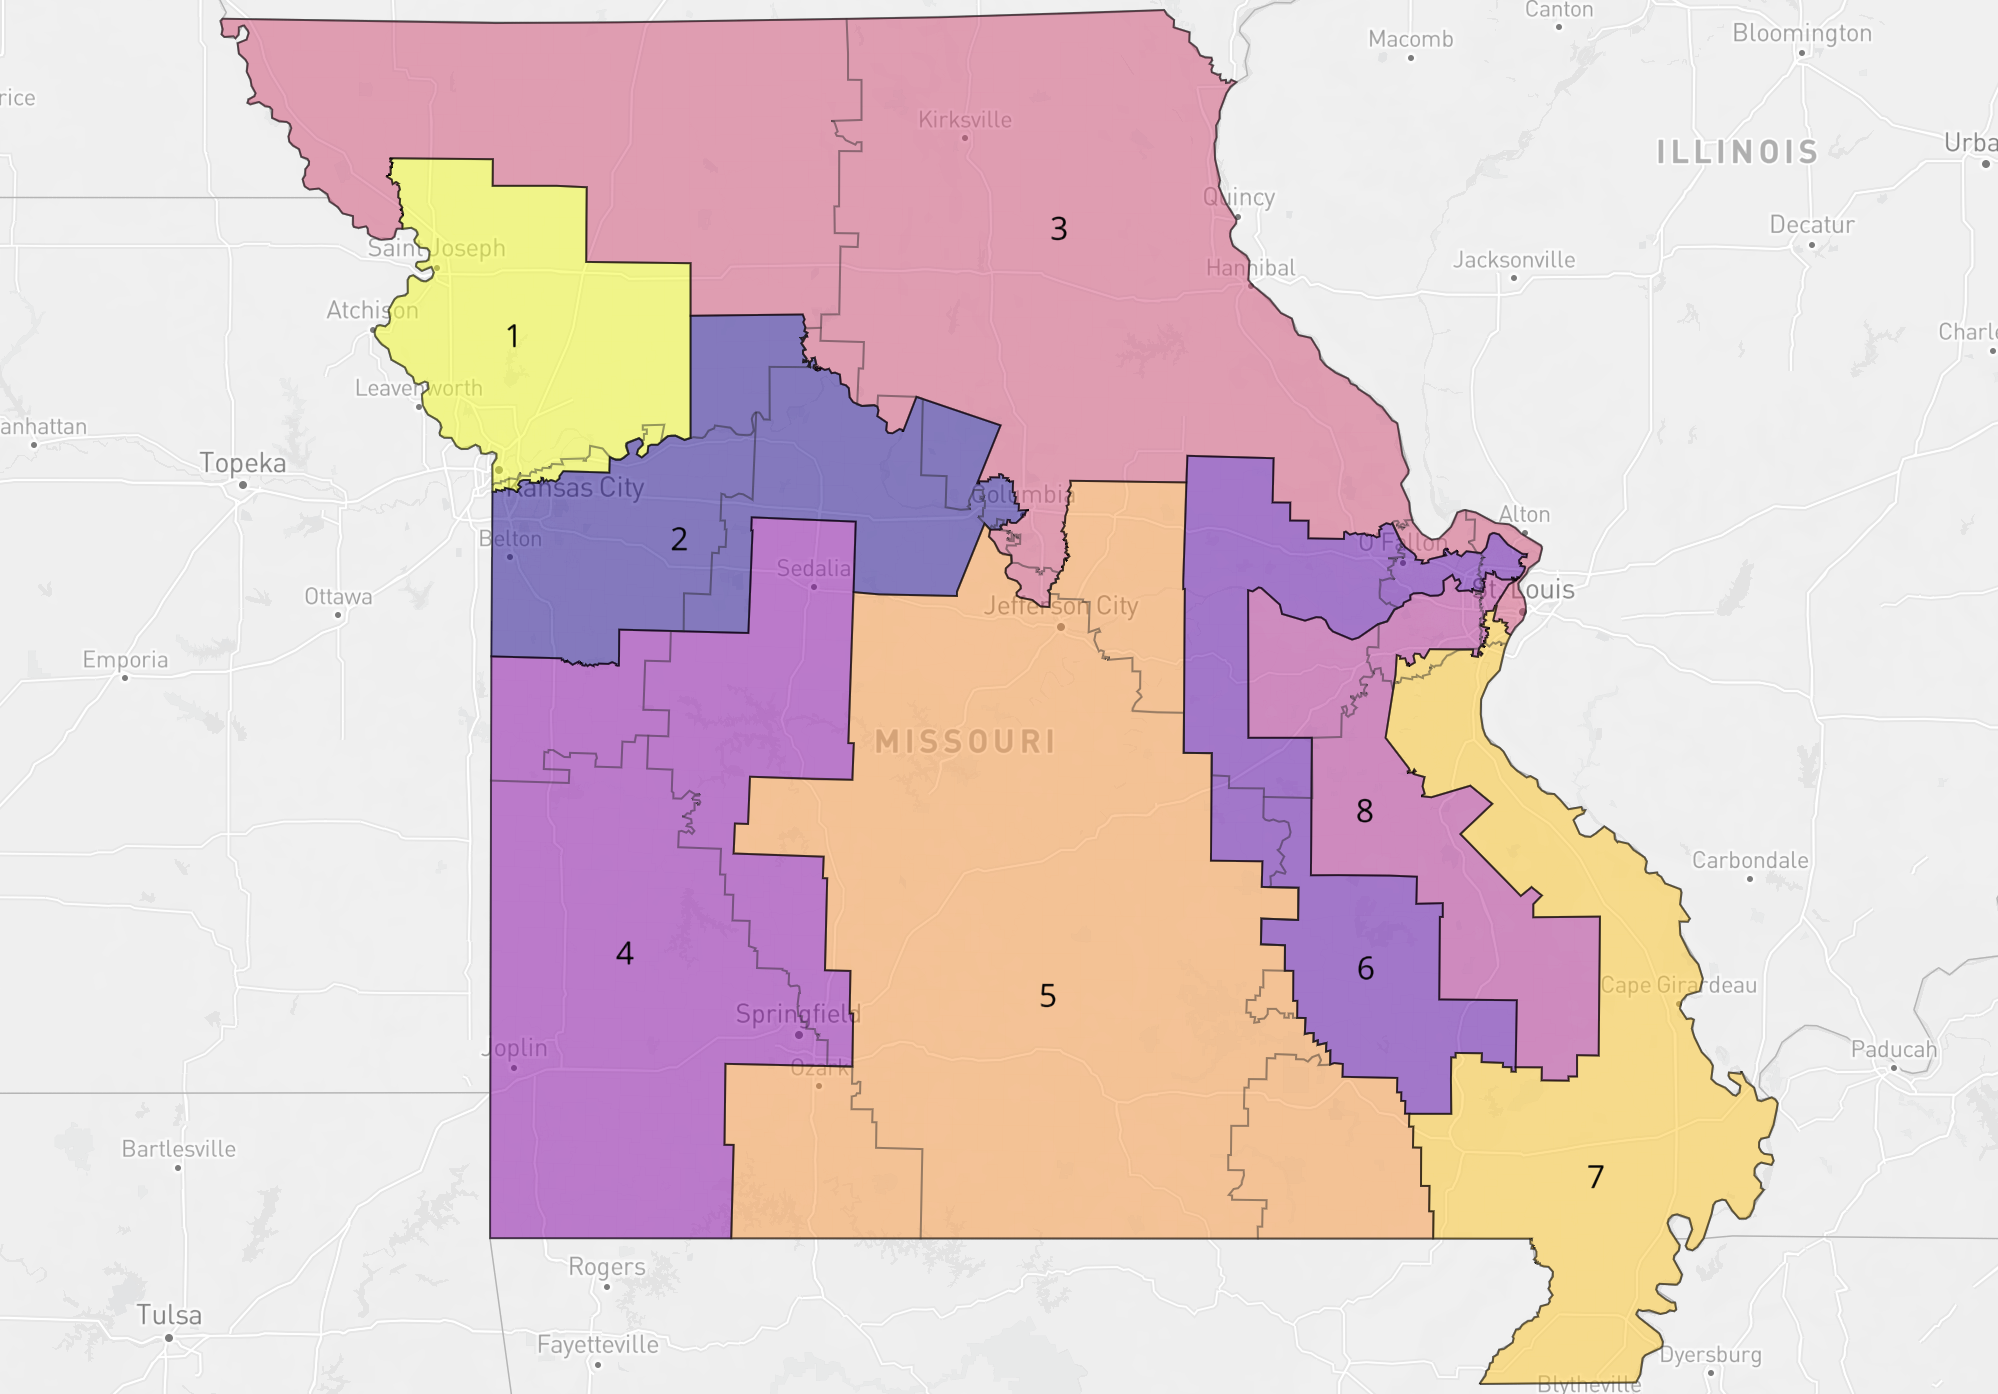 Canton
Macomb
Bloomington
rice
Kirksville
ILLINOIS
Urba
3
Quincy
Decatur
Saint Joseph
Hannibal
Jacksonville
Atchison
1
Charle
Leavenworth
anhattan
Topeka
Kansas City
Columbia
Alton
2
Belton
O'Fallon
Sedalia
St. Louis
Ottawa
Jefferson City
Emporia
MISSOURI
8
Carbondale
4
6
5
Cape Girardeau
Springfield
Joplin
Paducah
Ozark
Bartlesville
7
Rogers
Tulsa
Fayetteville
Dyersburg
Blytheville